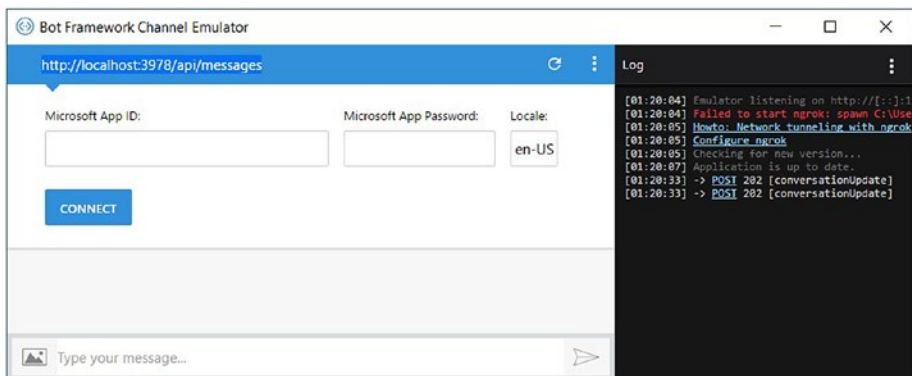 Bot Framework Channel Emulator
http://localhost:3978/api/messages
Microsoft App ID:
Microsoft App Password:
Locale:
en-US
CONNECT
Type your message...
Log
[01:20:04] Emulator listening on http://[::]:1
[01:20:04] Failed to start ngrok: spawn C:\Use
[01:20:05] Howto: Network tunneling with ngrok
[01:20:05] Configure ngrok
[01:20:05] Checking for new version...
[01:20:07] Application is up to date.
[01:20:33] -> POST 202 [conversationUpdate]
[01:20:33] -> POST 202 [conversationUpdate]